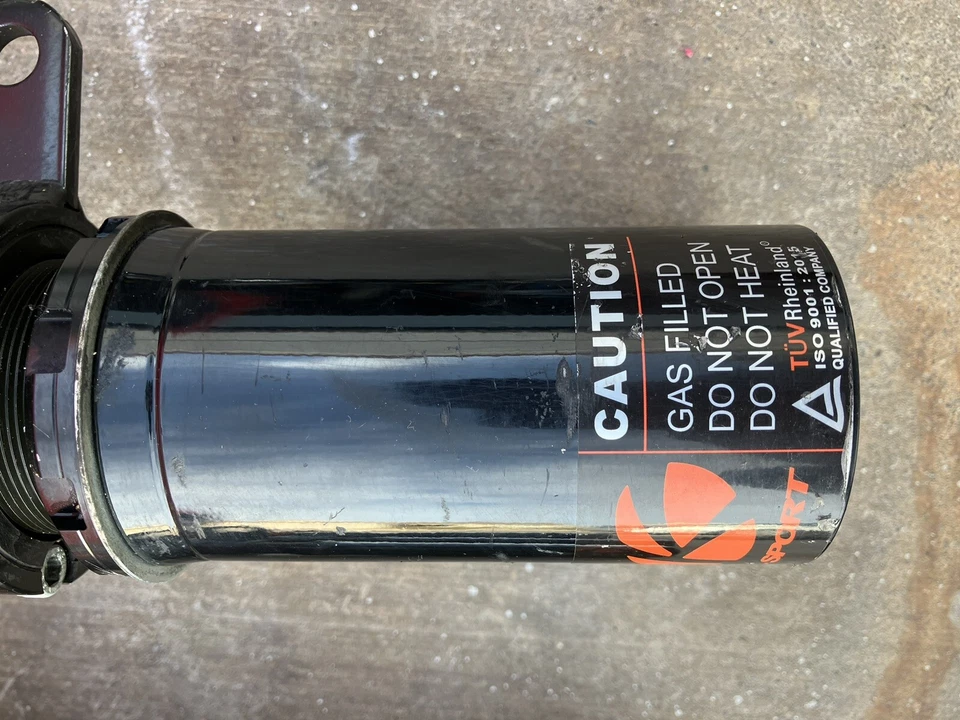 CAUTION
GAS FILLED
DO NOT OPEN
DO NOT HEAT
TÜVRheinland®
ISO 9001 : 2015
QUALIFIED COMPANY
SPORT